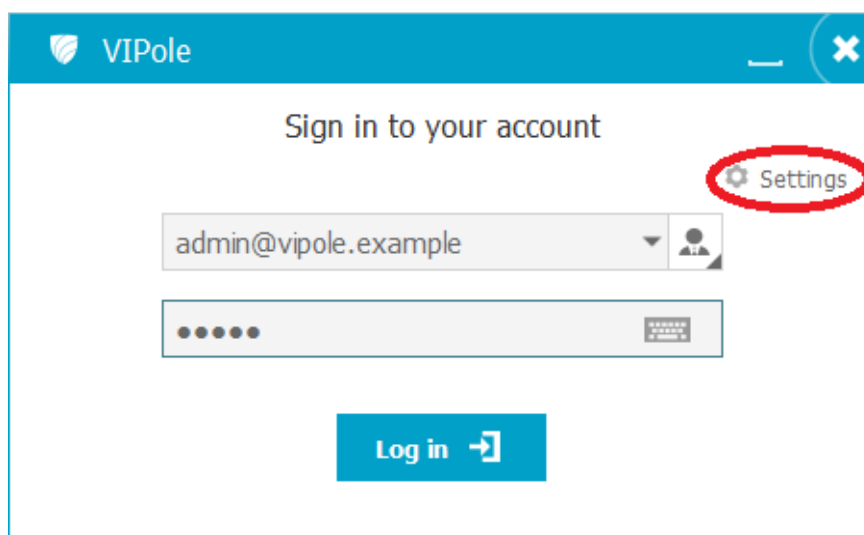 VIPole
Sign in to your account
Settings
admin@vipole.example
•••••
Log in